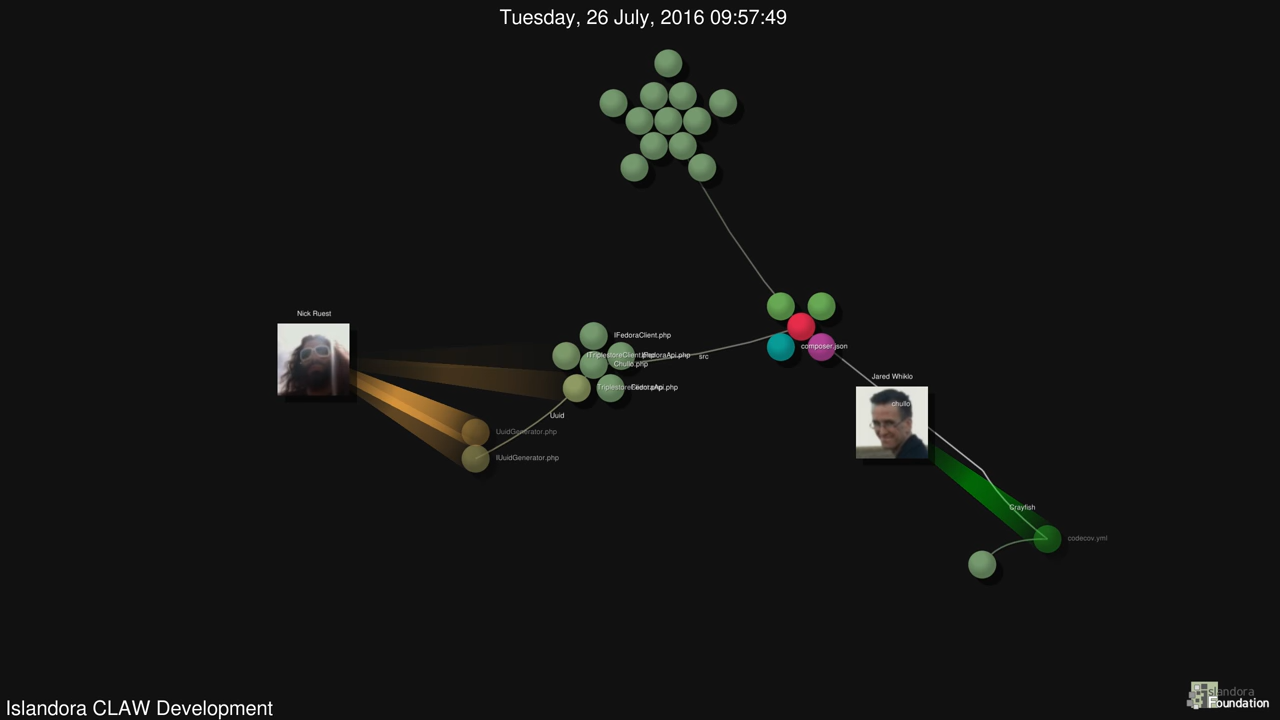 Tuesday, 26 July, 2016 09:57:49
Nick Ruest
IFedoraClient.php
Chullo.php
src
composer.json
Jared Whiklo
chullo
Uuid
UuidGenerator.php
IUuidGenerator.php
Crayfish
codecov.yml
Islandora CLAW Development
Islandora
Foundation